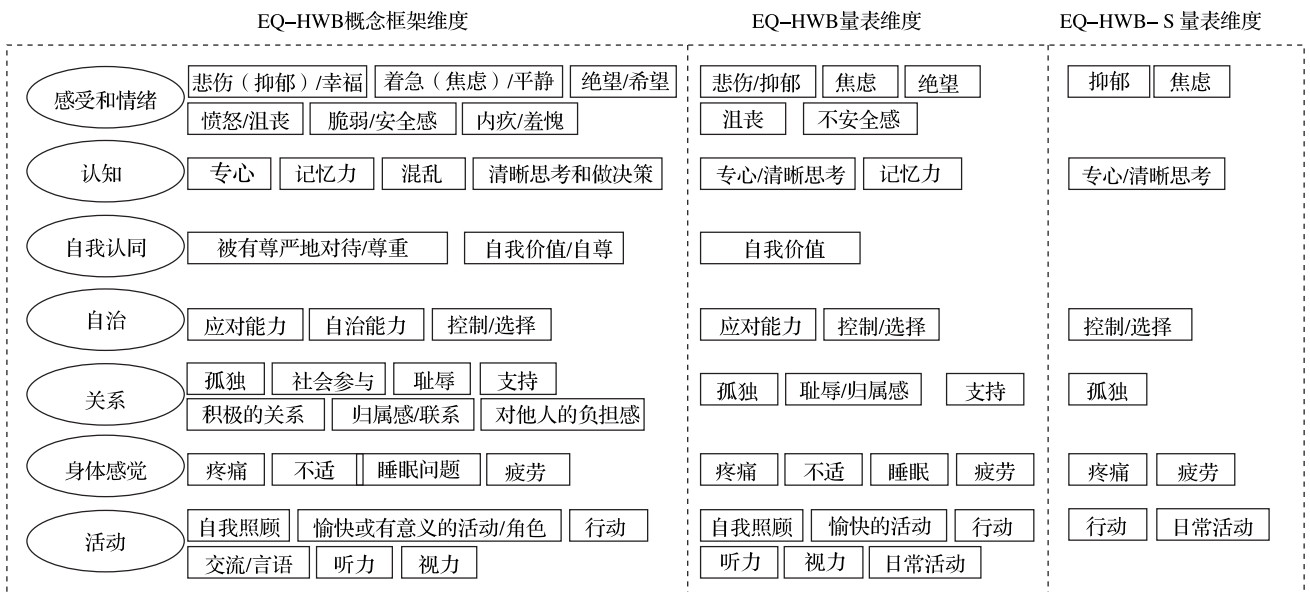 EQ-HWB概念框架维度 EQ-HWB量表维度 EQ-HWB-S 量表维度
悲伤（抑郁）/幸福 着急（焦虑）/平静 绝望/希望 悲伤/抑郁 焦虑 绝望 抑郁 焦虑
感受和情绪
愤怒/沮丧 脆弱/安全感 内疚/羞愧 沮丧 不安全感
认知 专心 记忆力 混乱 清晰思考和做决策 专心/清晰思考 记忆力 专心/清晰思考
自我认同 被有尊严地对待/尊重 自我价值/自尊 自我价值
自治 应对能力 自治能力 控制/选择 应对能力 控制/选择 控制/选择
孤独 社会参与 耻辱 支持 孤独 耻辱/归属感 支持 孤独
关系
积极的关系 归属感/联系 对他人的负担感
身体感觉 疼痛 不适 睡眠问题 疲劳 疼痛 不适 睡眠 疲劳 疼痛 疲劳
自我照顾 愉快或有意义的活动/角色 行动 自我照顾 愉快的活动 行动 行动 日常活动
活动
交流/言语 听力 视力 听力 视力 日常活动